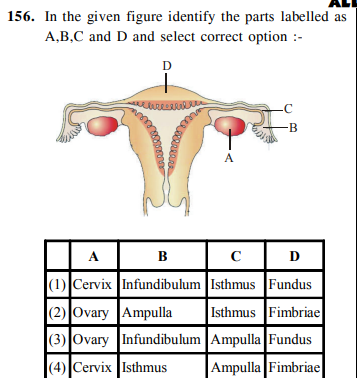 ALL
156. In the given figure identify the parts labelled as
A,B,C and D and select correct option :-
D
C
B
A
A B C D
(1) Cervix Infundibulum Isthmus Fundus
(2) Ovary Ampulla Isthmus Fimbriae
(3) Ovary Infundibulum Ampulla Fundus
(4) Cervix Isthmus Ampulla Fimbriae